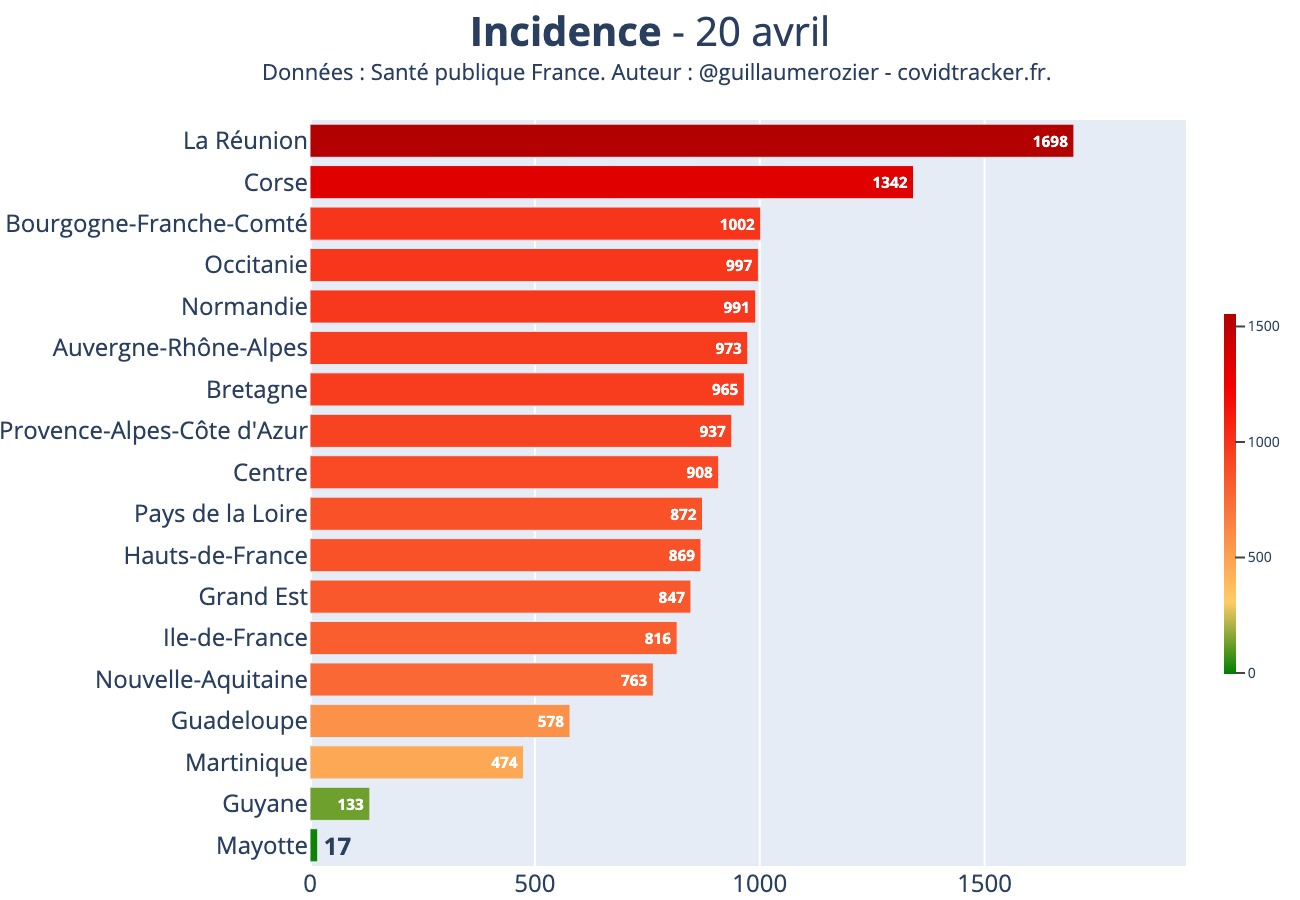 Incidence - 20 avril
Données : Santé publique France. Auteur : @guillaumerozier - covidtracker.fr.
La Réunion 1698
Corse 1342
Bourgogne-Franche-Comté 1002
Occitanie 997
Normandie 991
Auvergne-Rhône-Alpes 973
Bretagne 965
Provence-Alpes-Côte d'Azur 937
Centre 908
Pays de la Loire 872
Hauts-de-France 869
Grand Est 847
Ile-de-France 816
Nouvelle-Aquitaine 763
Guadeloupe 578
Martinique 474
Guyane 133
Mayotte 17
0 500 1000 1500
1500
1000
500
0